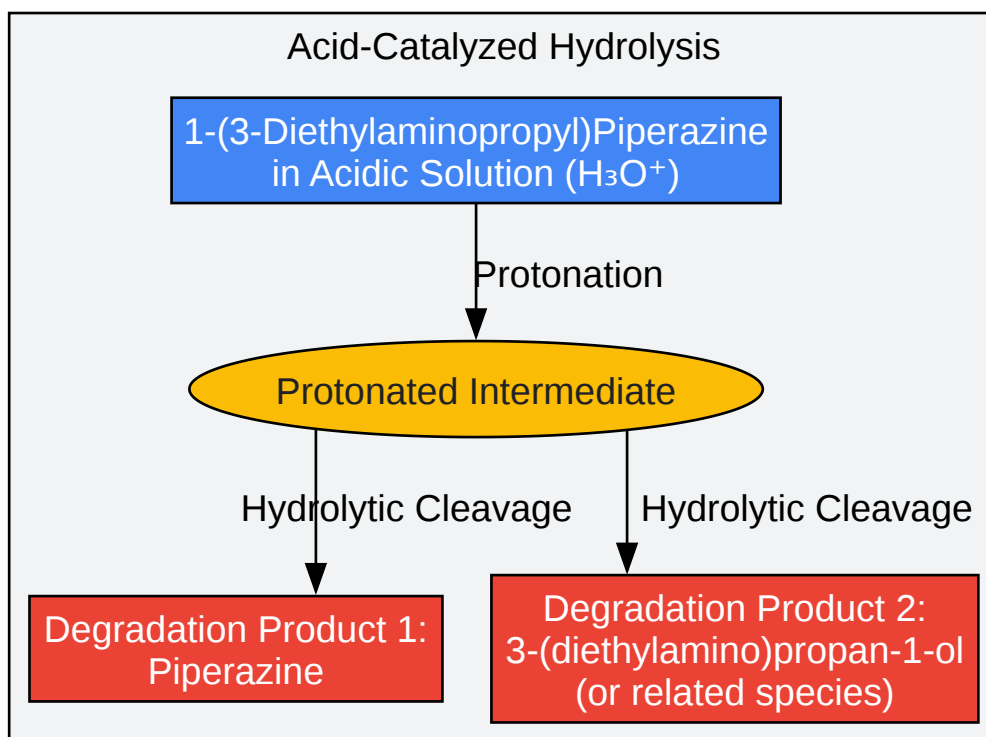 Acid-Catalyzed Hydrolysis
1-(3-Diethylaminopropyl)Piperazine
in Acidic Solution (H₃O⁺)
Protonation
Protonated Intermediate
Hydrolytic Cleavage
Hydrolytic Cleavage
Degradation Product 1:
Piperazine
Degradation Product 2:
3-(diethylamino)propan-1-ol
(or related species)